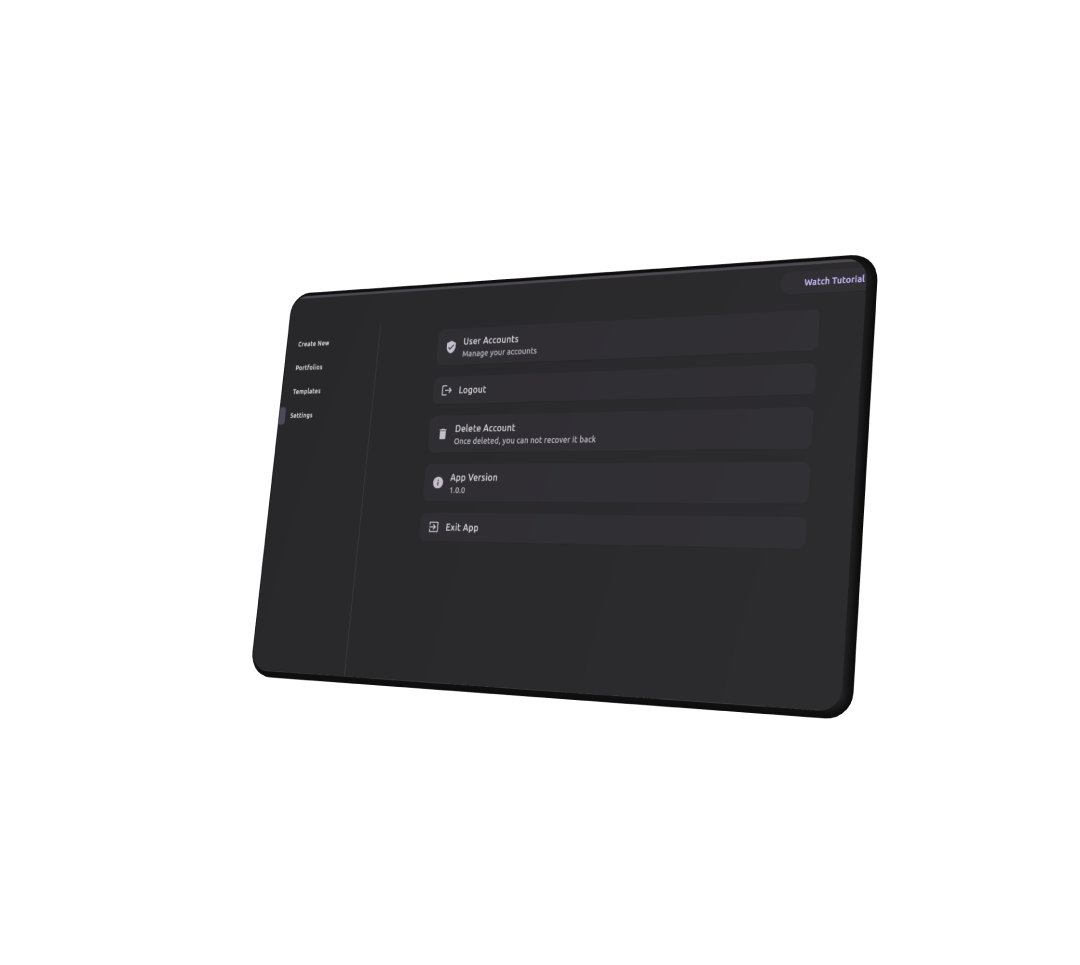 Watch Tutorial
Create New
Portfolios
Templates
Settings
User Accounts
Manage your accounts
Logout
Delete Account
Once deleted, you can not recover it back
App Version
1.0.0
Exit App